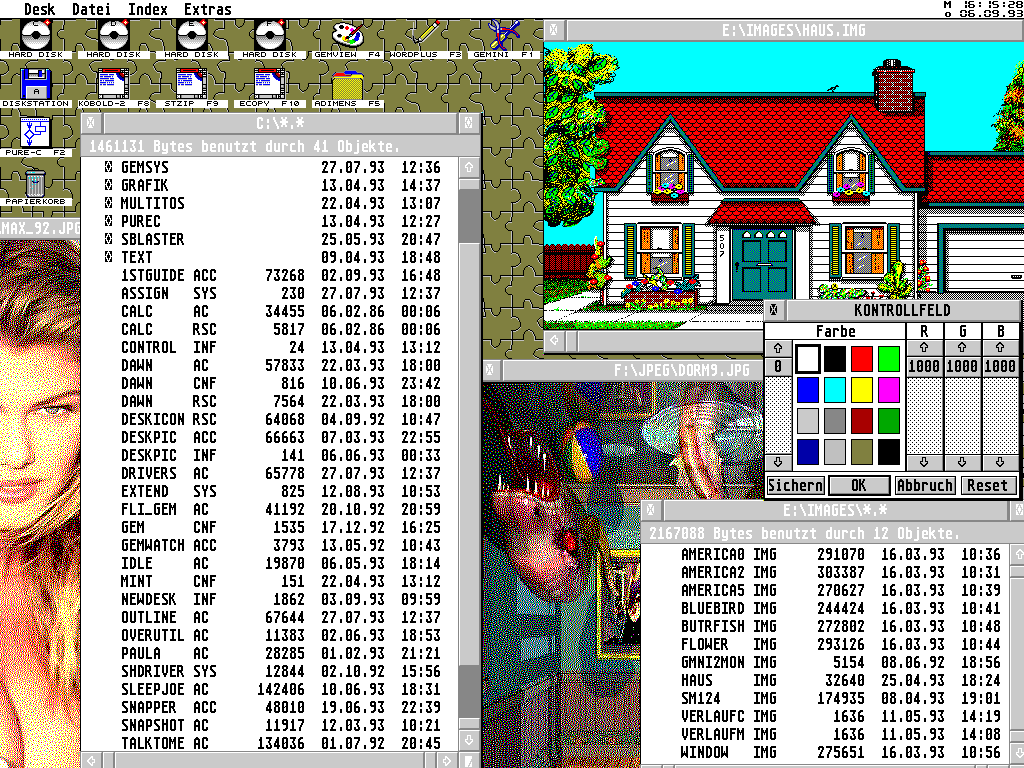 Desk Datei Index Extras
M 16:15:28
o 06.09.93
C D E F
HARD DISK HARD DISK HARD DISK HARD DISK GEMVIEW F4 WORDPLUS F3 GEMINI F1
A
DISKSTATION KOBOLD-2 F8 STZIP F9 ECOPY F10 ADIMENS F5
PURE-C F2
PAPIERKORB
MAX_92.JPG
C:\*.*
1461131 Bytes benutzt durch 41 Objekte.
GEMSYS 27.07.93 12:36
GRAFIK 13.04.93 14:37
MULTITOS 22.04.93 13:07
PUREC 13.04.93 12:27
SBLASTER 25.05.93 20:47
TEXT 09.04.93 18:48
1STGUIDE ACC 73268 02.09.93 16:48
ASSIGN SYS 230 27.07.93 12:37
CALC AC 34455 06.02.86 00:06
CALC RSC 5817 06.02.86 00:06
CONTROL INF 24 13.04.93 13:12
DAWN AC 57833 22.03.93 18:00
DAWN CNF 816 10.06.93 23:42
DAWN RSC 7564 22.03.93 18:00
DESKICON RSC 64068 04.09.92 10:47
DESKPIC ACC 66663 07.03.93 22:55
DESKPIC INF 141 06.06.93 00:33
DRIVERS AC 65778 27.07.93 12:37
EXTEND SYS 825 12.08.93 10:53
FLI_GEM AC 41192 20.10.92 20:59
GEM CNF 1535 17.12.92 16:25
GEMWATCH ACC 3793 13.05.92 10:43
IDLE AC 19870 06.05.93 18:14
MINT CNF 151 22.04.93 13:12
NEWDESK INF 1862 03.09.93 09:59
OUTLINE AC 67644 27.07.93 12:37
OVERUTIL AC 11383 02.06.93 18:53
PAULA AC 28285 01.02.93 21:21
SHDRIVER SYS 12844 02.10.92 15:56
SLEEPJOE AC 142406 10.06.93 18:31
SNAPPER ACC 48010 19.06.93 22:39
SNAPSHOT AC 11917 12.03.93 10:21
TALKTOME AC 134036 01.07.92 20:45
E:\IMAGES\HAUS.IMG
507
F:\JPEG\DORM9.JPG
KONTROLLFELD
Farbe R G B
0 1000 1000 1000
Sichern OK Abbruch Reset
E:\IMAGES\*.*
2167088 Bytes benutzt durch 12 Objekte.
AMERICA0 IMG 291070 16.03.93 10:36
AMERICA2 IMG 303387 16.03.93 10:31
AMERICA5 IMG 270627 16.03.93 10:39
BLUEBIRD IMG 244424 16.03.93 10:41
BUTRFISH IMG 272802 16.03.93 10:48
FLOWER IMG 293126 16.03.93 10:44
GMNI2MON IMG 5154 08.06.92 18:56
HAUS IMG 32640 25.04.93 18:24
SM124 IMG 174935 08.04.93 19:01
VERLAUFC IMG 1636 11.05.93 14:19
VERLAUFM IMG 1636 11.05.93 14:08
WINDOW IMG 275651 16.03.93 10:56